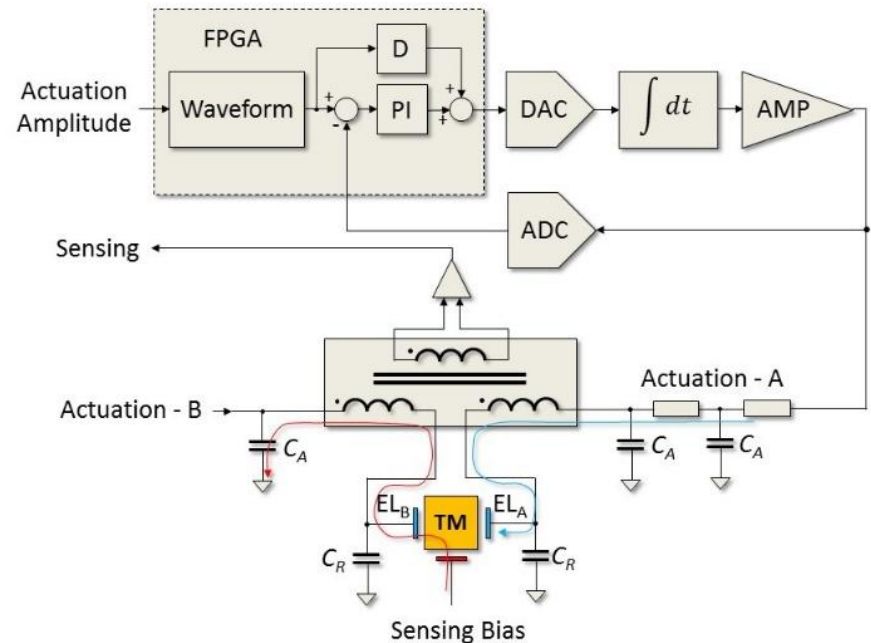 FPGA
Actuation
Amplitude
Waveform
+
-
D
PI
+
+
DAC
∫ dt
AMP
ADC
Sensing
Actuation - B
Actuation - A
C_A
C_A
C_A
EL_B
TM
EL_A
C_R
C_R
Sensing Bias